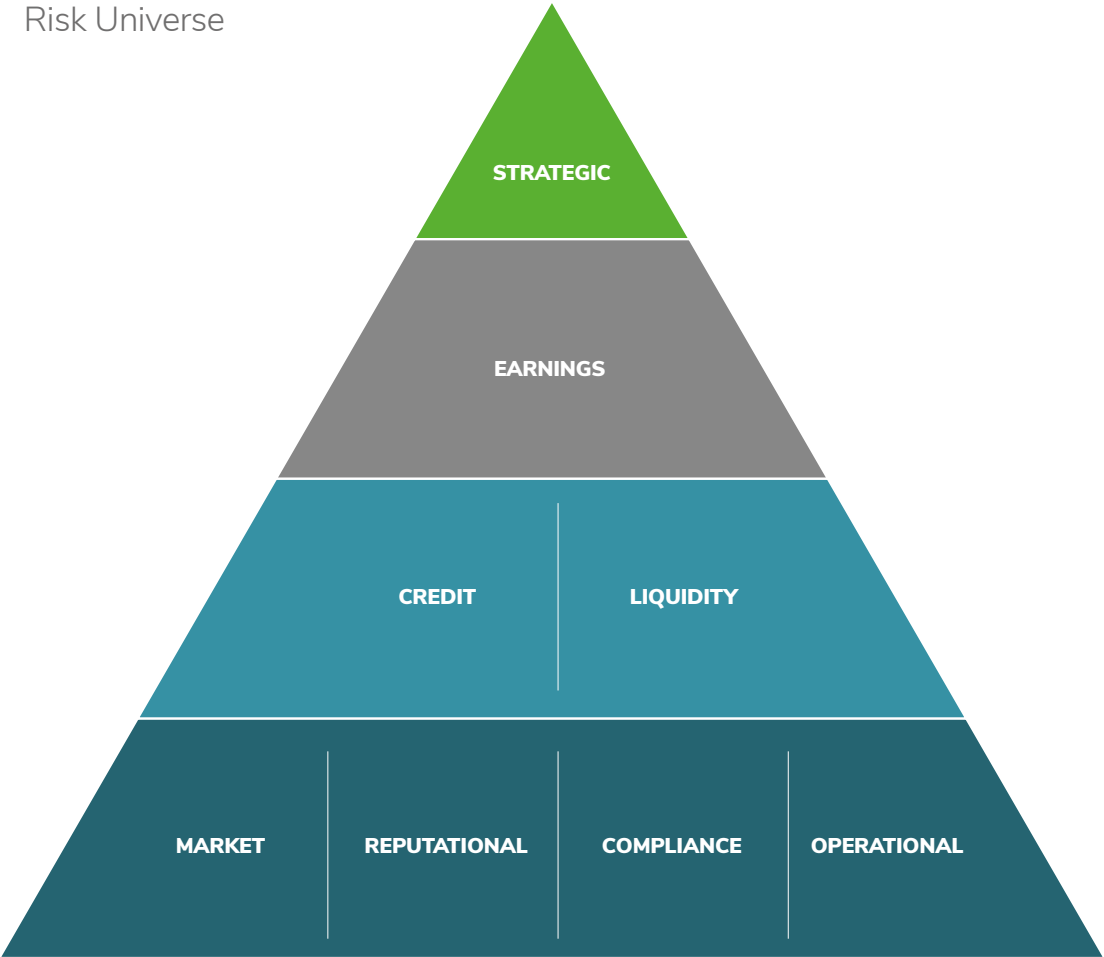 Risk Universe
STRATEGIC
EARNINGS
CREDIT LIQUIDITY
MARKET REPUTATIONAL COMPLIANCE OPERATIONAL